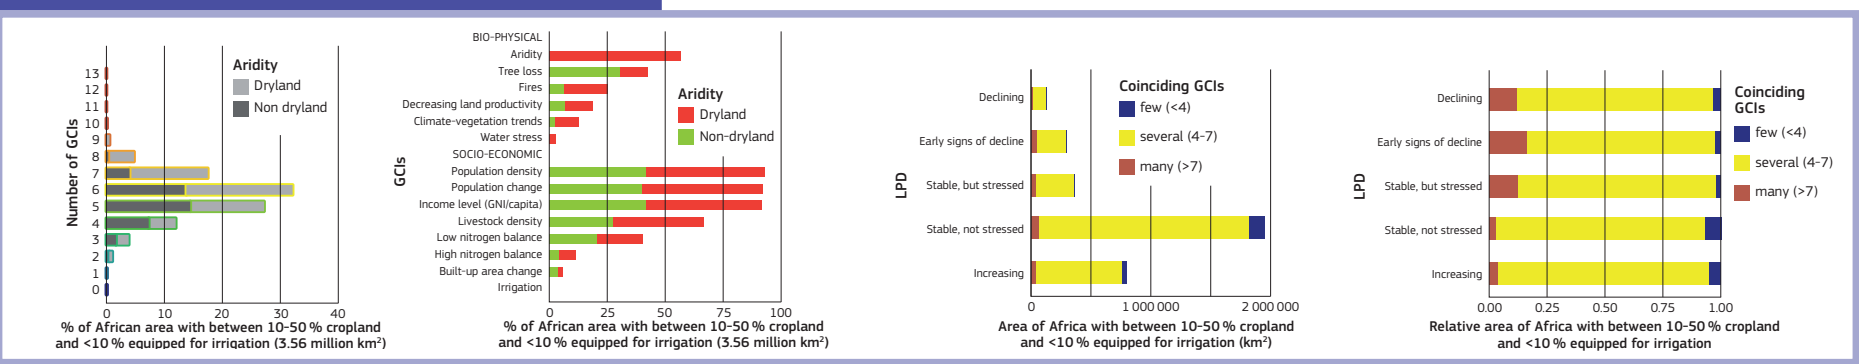 Number of GCIs
13
12
11
10
9
8
7
6
5
4
3
2
1
0
Aridity
Dryland
Non dryland
0 10 20 30 40
% of African area with between 10-50 % cropland
and <10 % equipped for irrigation (3.56 million km²)
GCIs
BIO-PHYSICAL
Aridity
Tree loss
Fires
Decreasing land productivity
Climate-vegetation trends
Water stress
SOCIO-ECONOMIC
Population density
Population change
Income level (GNI/capita)
Livestock density
Low nitrogen balance
High nitrogen balance
Built-up area change
Irrigation
Aridity
Dryland
Non-dryland
0 25 50 75 100
% of African area with between 10-50 % cropland
and <10 % equipped for irrigation (3.56 million km²)
LPD
Declining
Early signs of decline
Stable, but stressed
Stable, not stressed
Increasing
Coinciding GCIs
few (<4)
several (4-7)
many (>7)
0 1 000 000 2 000 000
Area of Africa with between 10-50 % cropland
and <10 % equipped for irrigation (km²)
LPD
Declining
Early signs of decline
Stable, but stressed
Stable, not stressed
Increasing
Coinciding
GCIs
few (<4)
several (4-7)
many (>7)
0.00 0.25 0.50 0.75 1.00
Relative area of Africa with between 10-50 % cropland
and <10 % equipped for irrigation